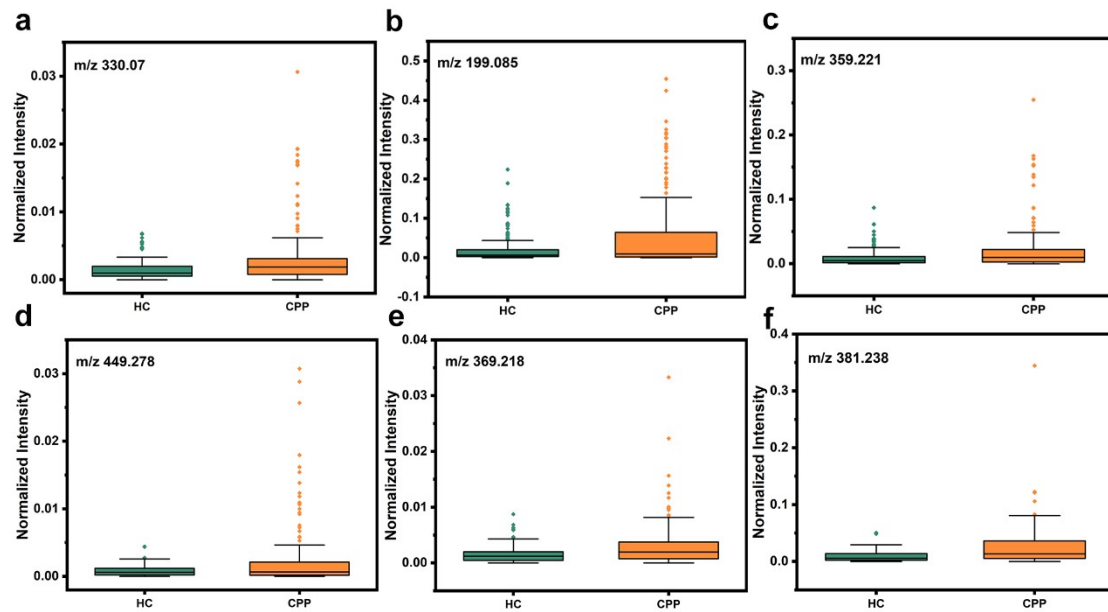 a
m/z 330.07
Normalized Intensity
0.03
0.02
0.01
0.00
HC
CPP
b
m/z 199.085
Normalized Intensity
0.5
0.4
0.3
0.2
0.1
0.0
-0.1
HC
CPP
c
m/z 359.221
Normalized Intensity
0.3
0.2
0.1
0.0
HC
CPP
d
m/z 449.278
Normalized Intensity
0.03
0.02
0.01
0.00
HC
CPP
e
m/z 369.218
Normalized Intensity
0.04
0.03
0.02
0.01
0.00
HC
CPP
f
m/z 381.238
Normalized Intensity
0.4
0.3
0.2
0.1
0.0
HC
CPP